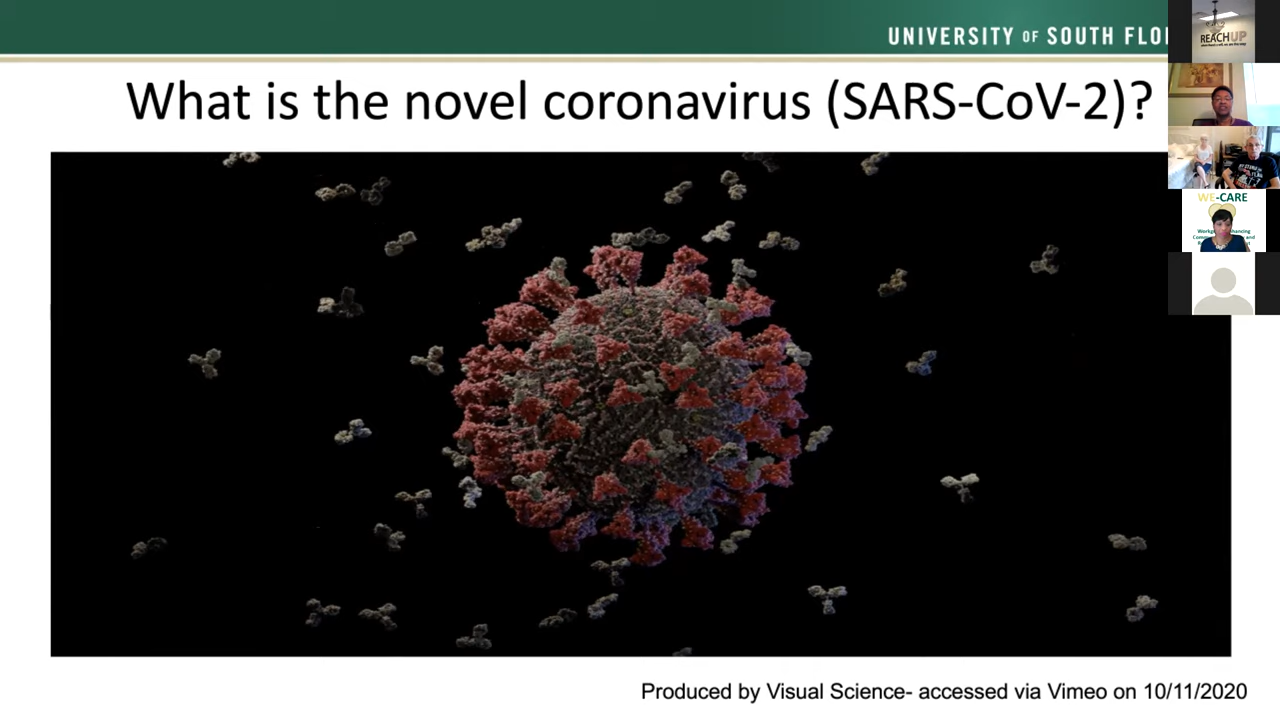 UNIVERSITY OF SOUTH FLO
What is the novel coronavirus (SARS-CoV-2)?
REACHUP
WE-CARE
Produced by Visual Science- accessed via Vimeo on 10/11/2020